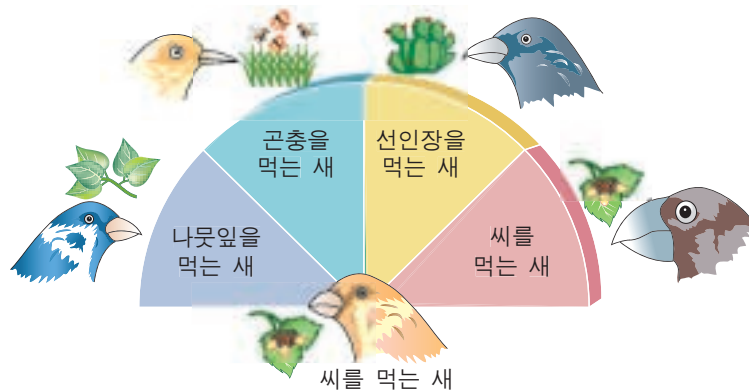 곤충을
먹는 새
선인장을
먹는 새
나뭇잎을
먹는 새
씨를
먹는 새
씨를 먹는 새